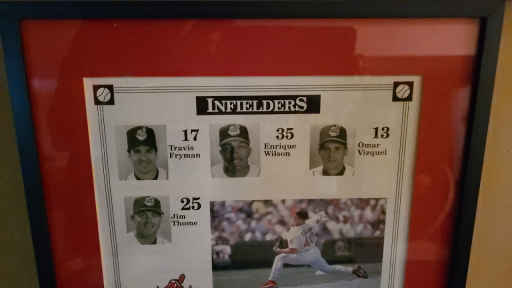 INFIELDERS
17
Travis
Fryman
35
Enrique
Wilson
13
Omar
Vizquel
25
Jim
Thome